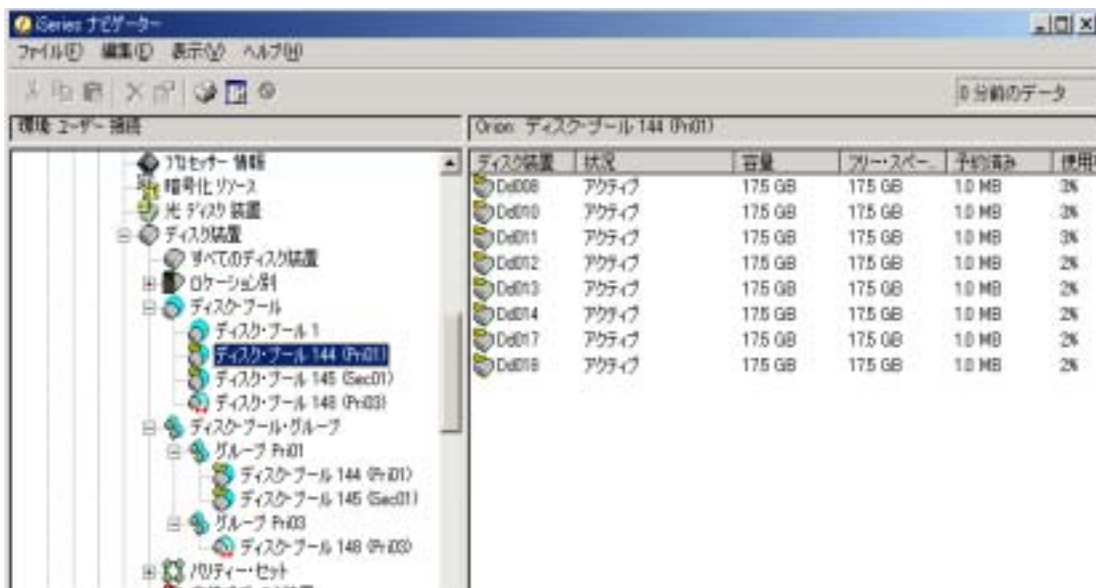 iSeries ナビゲーター
ファイル(F) 編集(E) 表示(V) ヘルプ(H)
0 分前のデータ
環境: ユーザー 接続
Orion: ディスク・プール 144 (Pri01)
プロセッサー 情報
暗号化 リソース
光 ディスク 装置
ディスク装置
すべてのディスク装置
ロケーション別
ディスク・プール
ディスク・プール 1
ディスク・プール 144 (Pri01)
ディスク・プール 145 (Sec01)
ディスク・プール 148 (Pri03)
ディスク・プール・グループ
グループ Pri01
ディスク・プール 144 (Pri01)
ディスク・プール 145 (Sec01)
グループ Pri03
ディスク・プール 148 (Pri03)
パリティー・セット
ディスク装置 状況 容量 フリー・スペー... 予約済み 使用
Dd008 アクティブ 17.5 GB 17.5 GB 1.0 MB 3%
Dd010 アクティブ 17.5 GB 17.5 GB 1.0 MB 3%
Dd011 アクティブ 17.5 GB 17.5 GB 1.0 MB 3%
Dd012 アクティブ 17.5 GB 17.5 GB 1.0 MB 2%
Dd013 アクティブ 17.5 GB 17.5 GB 1.0 MB 2%
Dd014 アクティブ 17.5 GB 17.5 GB 1.0 MB 2%
Dd017 アクティブ 17.5 GB 17.5 GB 1.0 MB 2%
Dd018 アクティブ 17.5 GB 17.5 GB 1.0 MB 2%